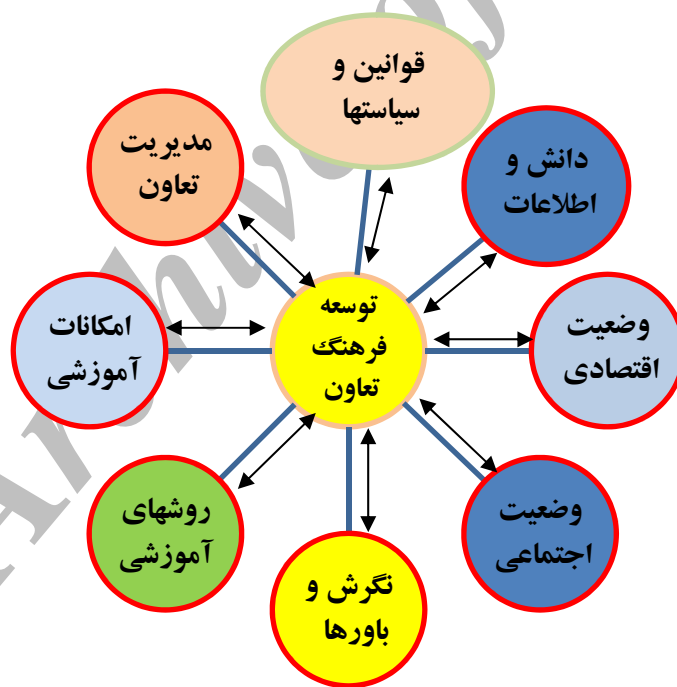 قوانین و
سیاستها
دانش و
اطلاعات
وضعیت
اقتصادی
وضعیت
اجتماعی
نگرش و
باورها
روشهای
آموزشی
امکانات
آموزشی
مدیریت
تعاون
توسعه
فرهنگ
تعاون